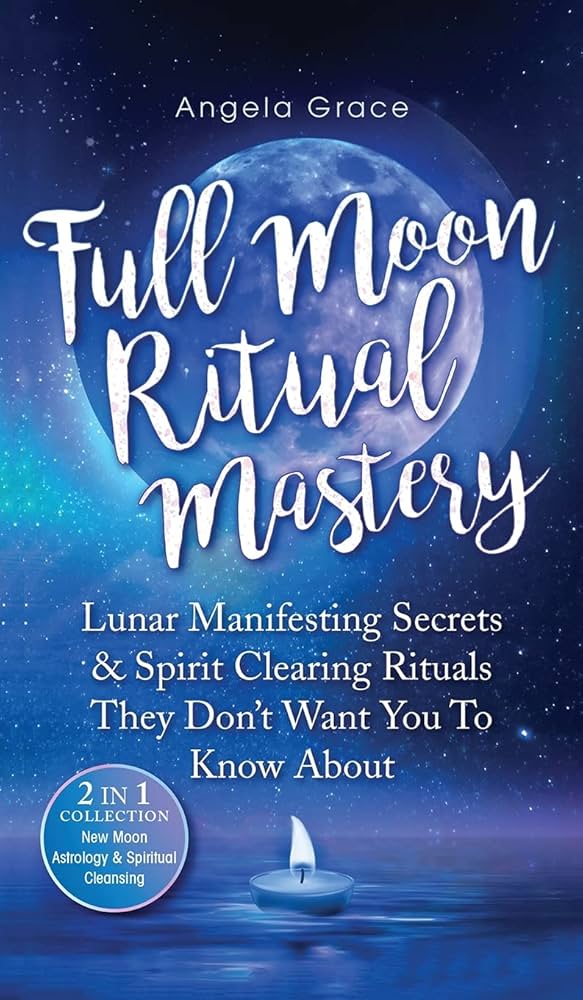 Angela Grace
Full Moon
Ritual
Mastery
Lunar Manifesting Secrets
& Spirit Clearing Rituals
They Don't Want You To
Know About
2 IN 1
COLLECTION
New Moon
Astrology & Spiritual
Cleansing